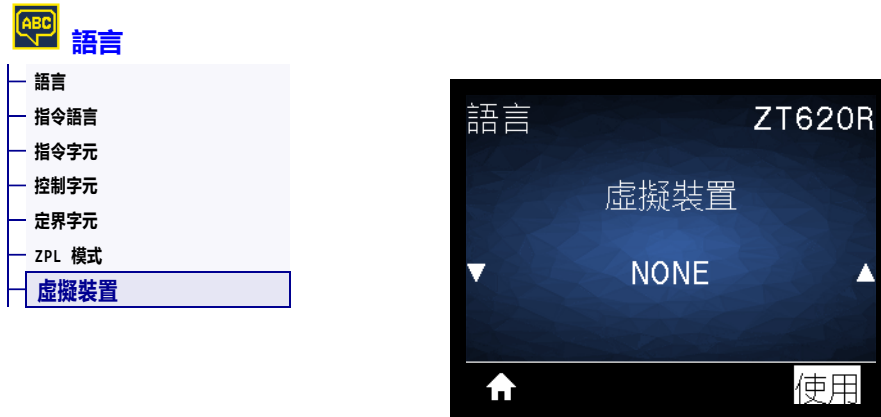 ABC
語言
語言
指令語言
指令字元
控制字元
定界字元
ZPL 模式
虛擬裝置
語言 ZT620R
虛擬裝置
▼ NONE ▲
使用